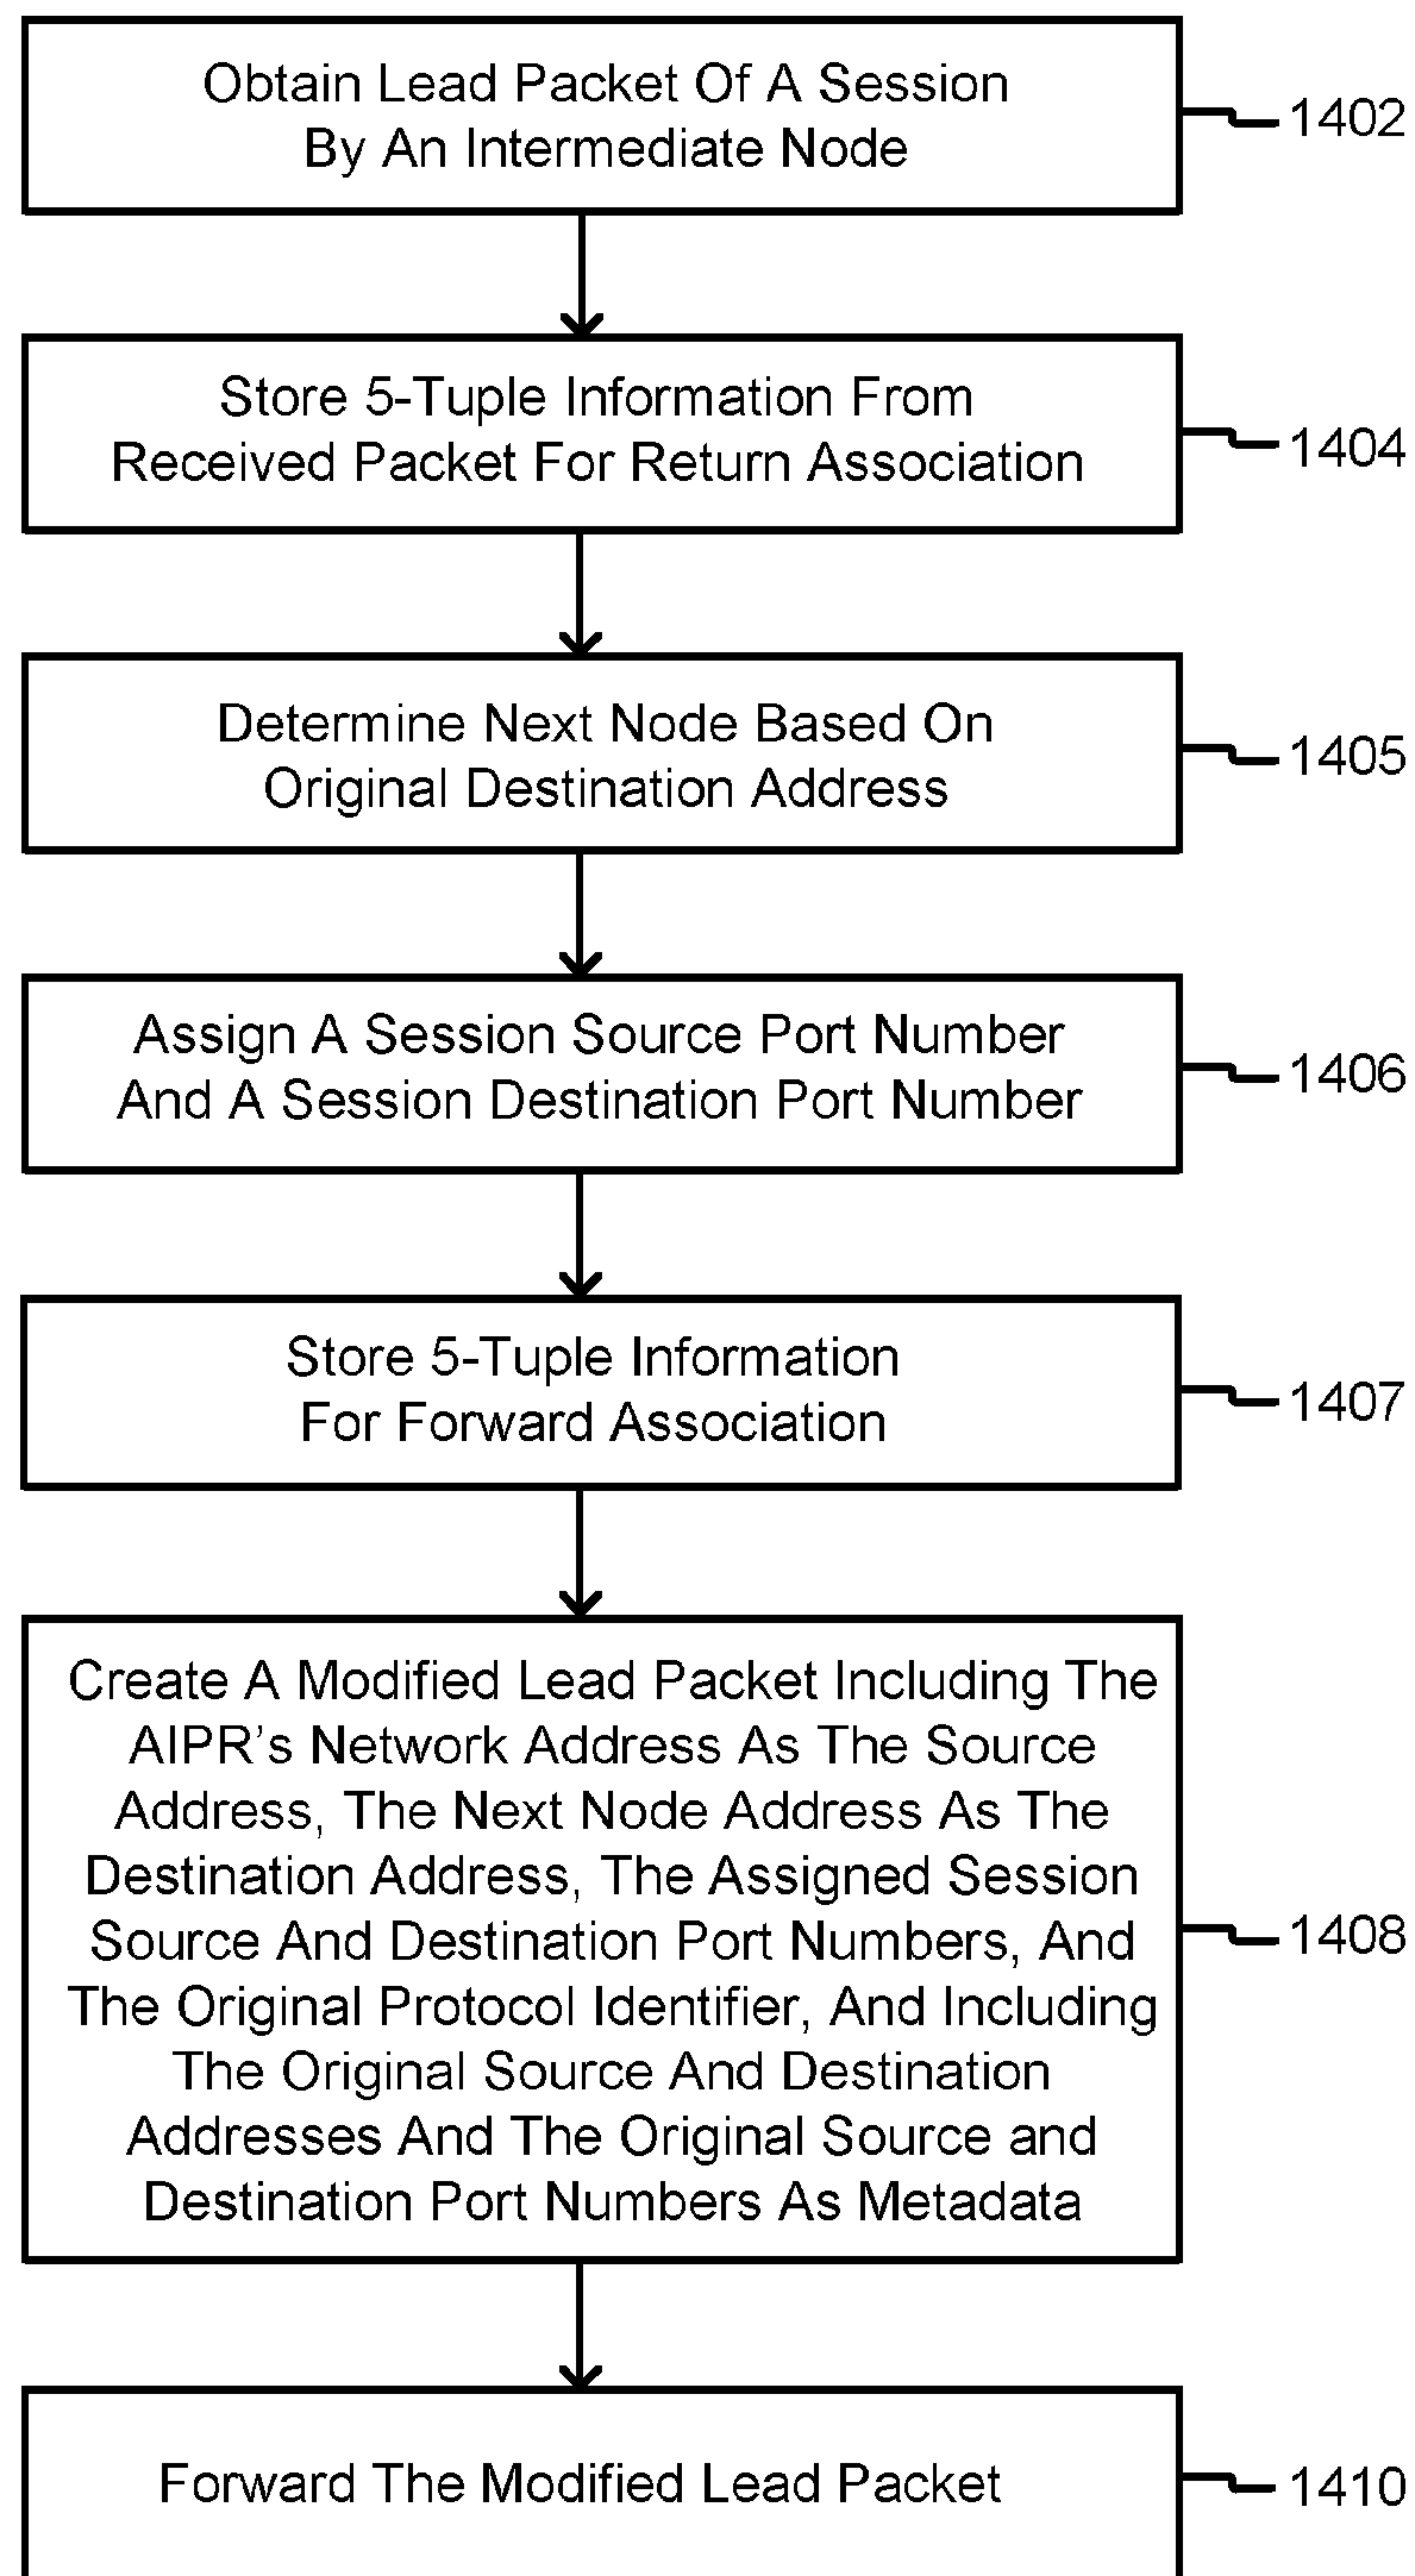 Obtain Lead Packet Of A Session
By An Intermediate Node
1402
Store 5-Tuple Information From
Received Packet For Return Association
1404
Determine Next Node Based On
Original Destination Address
1405
Assign A Session Source Port Number
And A Session Destination Port Number
1406
Store 5-Tuple Information
For Forward Association
1407
Create A Modified Lead Packet Including The
AIPR’s Network Address As The Source
Address, The Next Node Address As The
Destination Address, The Assigned Session
Source And Destination Port Numbers, And
The Original Protocol Identifier, And Including
The Original Source And Destination
Addresses And The Original Source and
Destination Port Numbers As Metadata
1408
Forward The Modified Lead Packet
1410